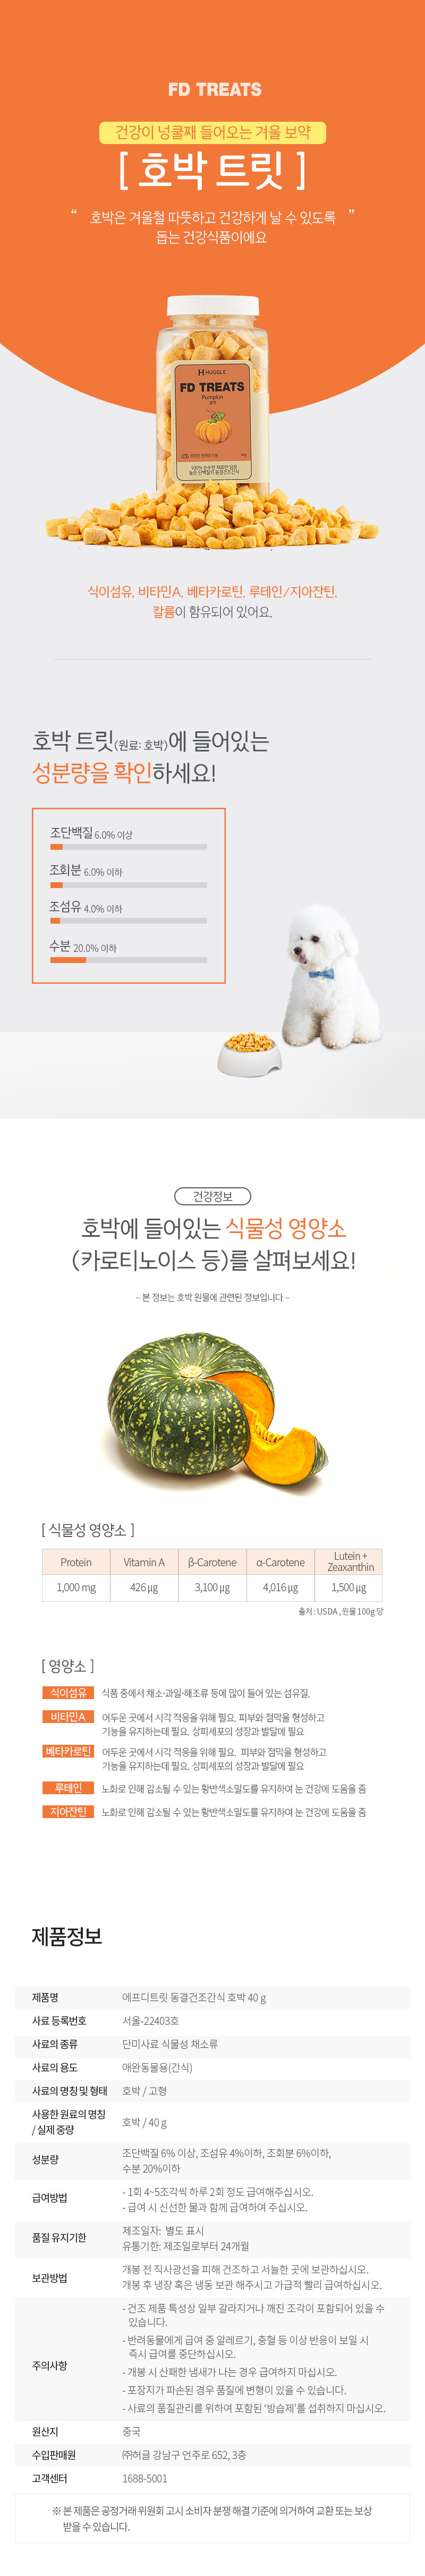 FD TREATS
건강이 넝쿨째 들어오는 겨울 보약
[ 호박 트릿 ]
“ 호박은 겨울철 따뜻하고 건강하게 날 수 있도록 ”
돕는 건강식품이에요
HUGGLE
FD TREATS
Pumpkin
호박
100% 순수한 재료만 담은
높은 단백질의 동결건조간식
식이섬유, 비타민A, 베타카로틴, 루테인/지아잔틴,
칼륨이 함유되어 있어요.
호박 트릿(원료: 호박)에 들어있는
성분량을 확인하세요!
조단백질 6.0% 이상
조회분 6.0% 이하
조섬유 4.0% 이하
수분 20.0% 이하
건강정보
호박에 들어있는 식물성 영양소
(카로티노이스 등)를 살펴보세요!
– 본 정보는 호박 원물에 관련된 정보입니다 –
[ 식물성 영양소 ]
Protein Vitamin A β-Carotene α-Carotene Lutein + Zeaxanthin
1,000 mg 426 μg 3,100 μg 4,016 μg 1,500 μg
출처 : USDA , 원물 100g 당
[ 영양소 ]
식이섬유 식품 중에서 채소·과일·해조류 등에 많이 들어 있는 섬유질.
비타민A 어두운 곳에서 시각 적응을 위해 필요. 피부와 점막을 형성하고
기능을 유지하는데 필요. 상피세포의 성장과 발달에 필요
베타카로틴 어두운 곳에서 시각 적응을 위해 필요. 피부와 점막을 형성하고
기능을 유지하는데 필요. 상피세포의 성장과 발달에 필요
루테인 노화로 인해 감소될 수 있는 황반색소밀도를 유지하여 눈 건강에 도움을 줌
지아잔틴 노화로 인해 감소될 수 있는 황반색소밀도를 유지하여 눈 건강에 도움을 줌
제품정보
제품명 에프디트릿 동결건조간식 호박 40 g
사료 등록번호 서울-22403호
사료의 종류 단미사료 식물성 채소류
사료의 용도 애완동물용(간식)
사료의 명칭 및 형태 호박 / 고형
사용한 원료의 명칭
/ 실제 중량 호박 / 40 g
성분량 조단백질 6% 이상, 조섬유 4%이하, 조회분 6%이하,
수분 20%이하
급여방법 - 1회 4~5조각씩 하루 2회 정도 급여해주십시오.
- 급여 시 신선한 물과 함께 급여하여 주십시오.
품질 유지기한 제조일자: 별도 표시
유통기한: 제조일로부터 24개월
보관방법 개봉 전 직사광선을 피해 건조하고 서늘한 곳에 보관하십시오.
개봉 후 냉장 혹은 냉동 보관 해주시고 가급적 빨리 급여하십시오.
주의사항 - 건조 제품 특성상 일부 갈라지거나 깨진 조각이 포함되어 있을 수
있습니다.
- 반려동물에게 급여 중 알레르기, 충혈 등 이상 반응이 보일 시
즉시 급여를 중단하십시오.
- 개봉 시 산패한 냄새가 나는 경우 급여하지 마십시오.
- 포장지가 파손된 경우 품질에 변형이 있을 수 있습니다.
- 사료의 품질관리를 위하여 포함된 '방습제'를 섭취하지 마십시오.
원산지 중국
수입판매원 ㈜허글 강남구 언주로 652, 3층
고객센터 1688-5001
※ 본 제품은 공정거래 위원회 고시 소비자 분쟁 해결 기준에 의거하여 교환 또는 보상
받을 수 있습니다.